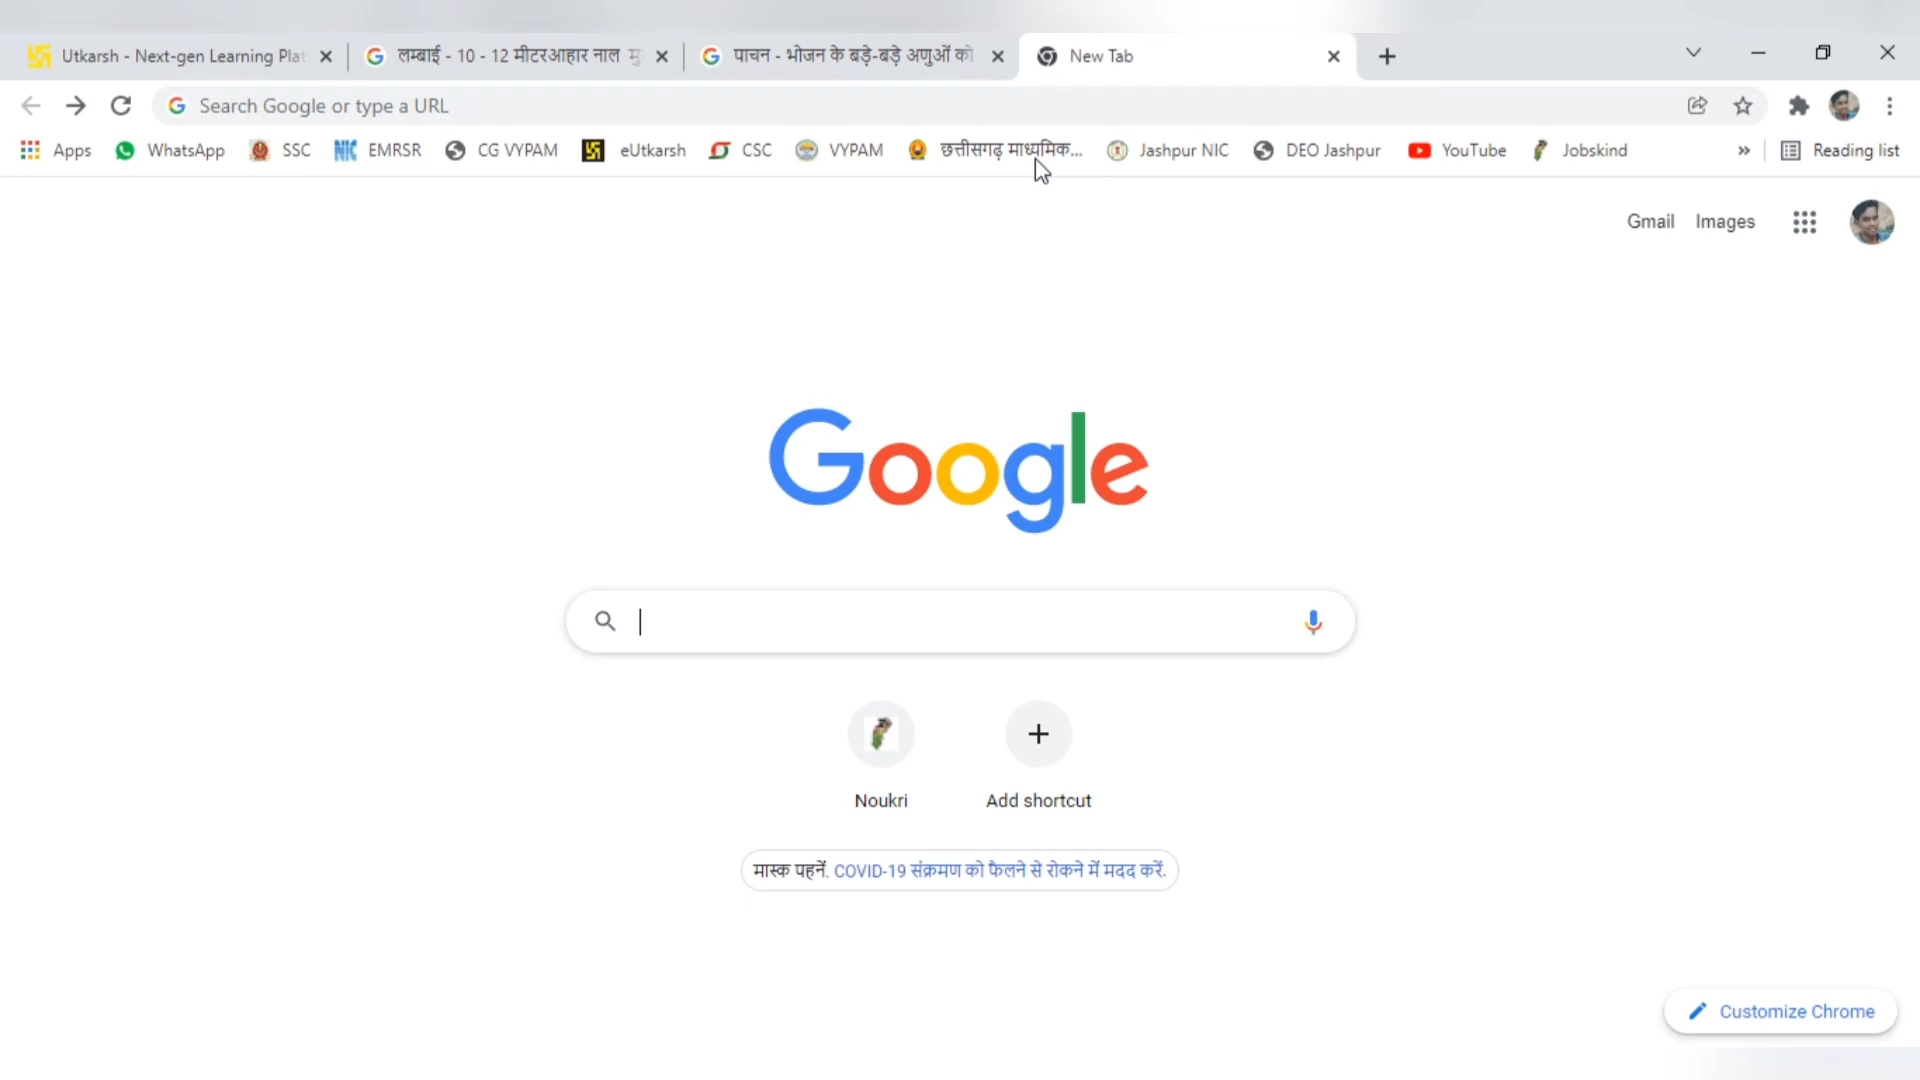 Utkarsh - Next-gen Learning Plat
लम्बाई - 10 - 12 मीटरआहार नाल मु
पाचन - भोजन के बड़े-बड़े अणुओं को
New Tab
Search Google or type a URL
Apps WhatsApp SSC NIC EMRSR CG VYPAM eUtkarsh CSC VYPAM छत्तीसगढ़ माध्यमिक... Jashpur NIC DEO Jashpur YouTube Jobskind » Reading list
Gmail Images
Google
Noukri Add shortcut
मास्क पहनें. COVID-19 संक्रमण को फैलने से रोकने में मदद करें.
Customize Chrome